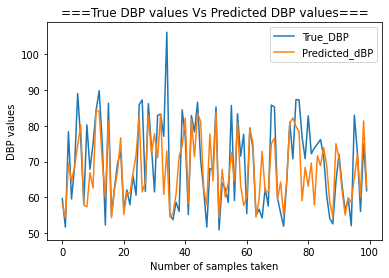 ===True DBP values Vs Predicted DBP values===
True_DBP
Predicted_dBP
DBP values
100
90
80
70
60
50
0
20
40
60
80
100
Number of samples taken